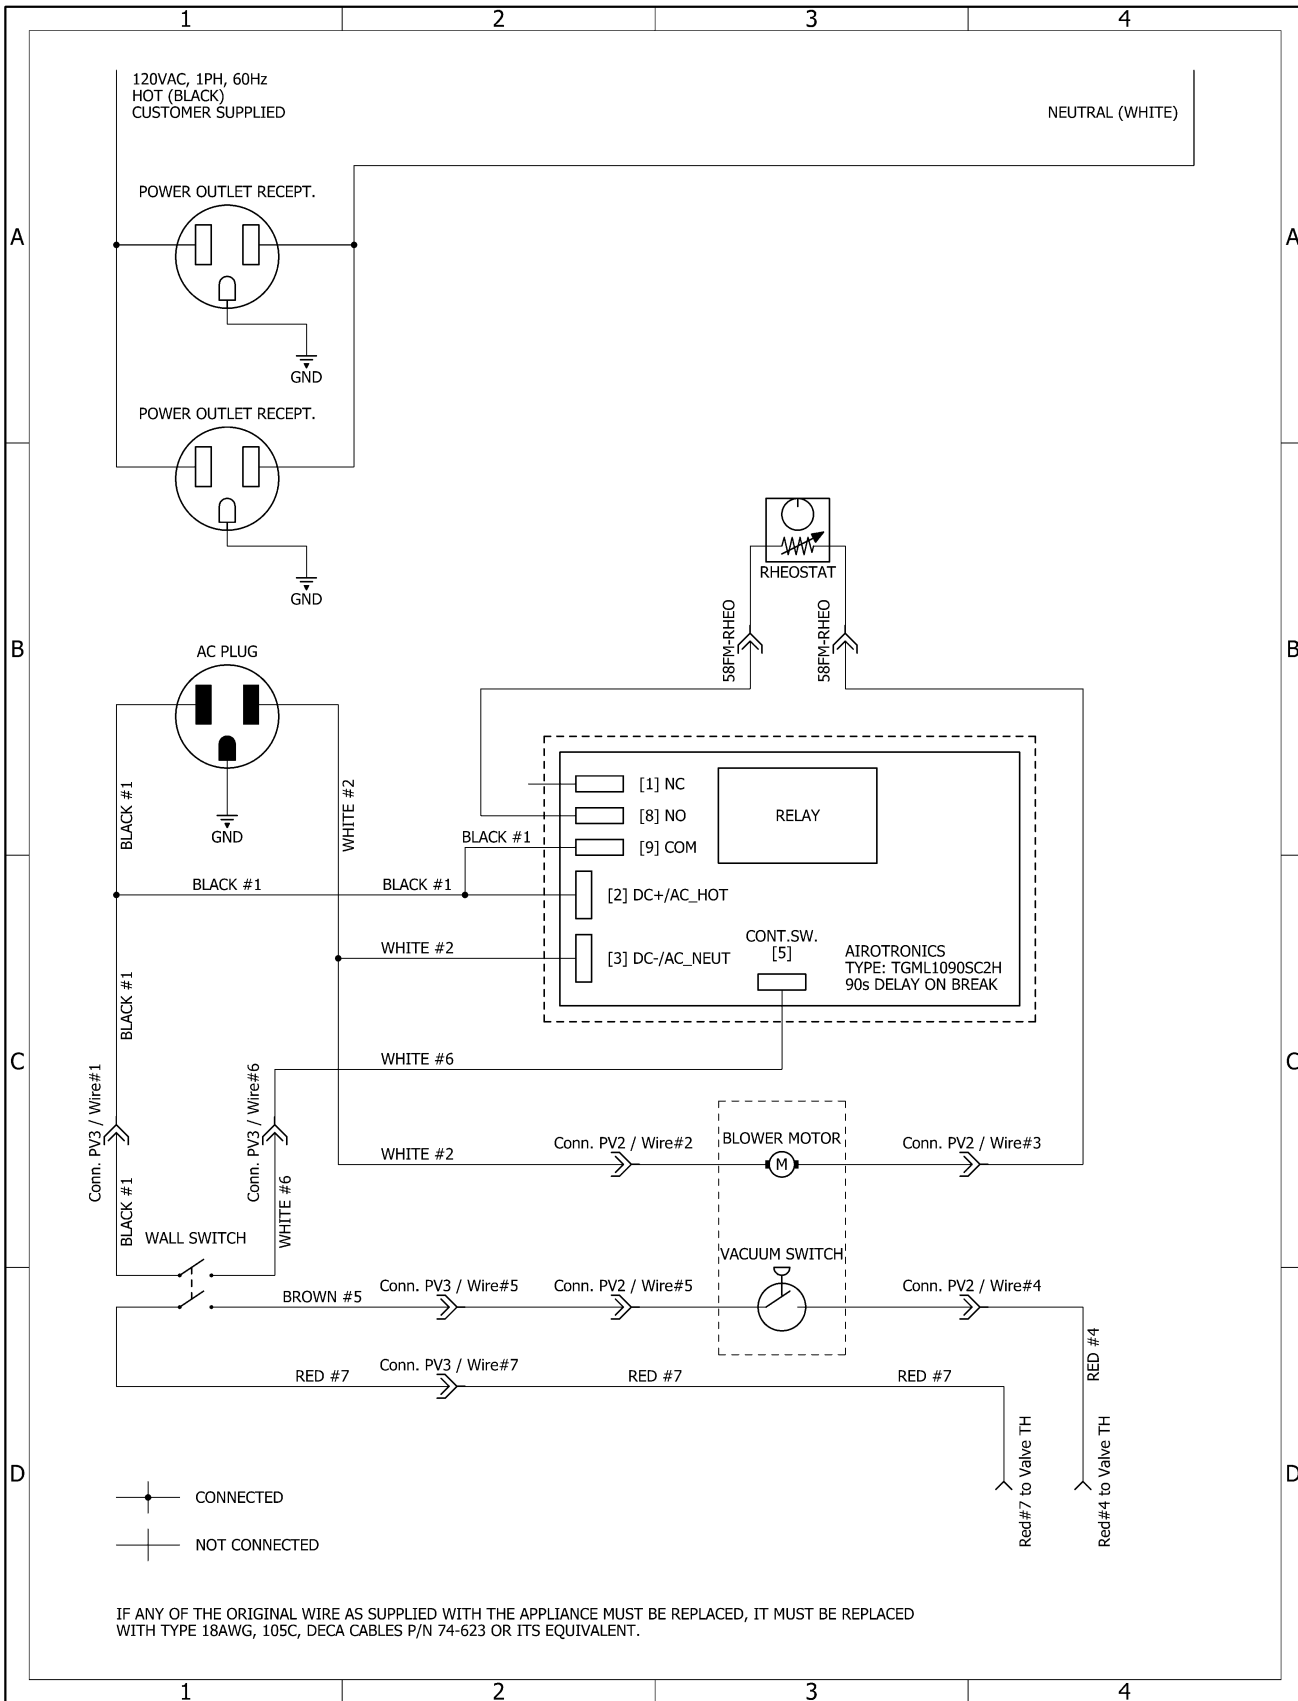 1 2 3 4
120VAC, 1PH, 60Hz
HOT (BLACK)
CUSTOMER SUPPLIED
NEUTRAL (WHITE)
POWER OUTLET RECEPT.
A A
GND
POWER OUTLET RECEPT.
GND
RHEOSTAT
58FM-RHEO
58FM-RHEO
B B
AC PLUG
GND
BLACK #1
WHITE #2
[1] NC
[8] NO
RELAY
BLACK #1
[9] COM
BLACK #1
BLACK #1
[2] DC+/AC_HOT
WHITE #2
[3] DC-/AC_NEUT
CONT.SW.
[5]
AIROTRONICS
TYPE: TGML1090SC2H
90s DELAY ON BREAK
BLACK #1
C C
WHITE #6
Conn. PV3 / Wire#1
Conn. PV3 / Wire#6
WHITE #2
Conn. PV2 / Wire#2
BLOWER MOTOR
M
Conn. PV2 / Wire#3
BLACK #1
WHITE #6
WALL SWITCH
VACUUM SWITCH
BROWN #5
Conn. PV3 / Wire#5
Conn. PV2 / Wire#5
Conn. PV2 / Wire#4
RED #7
Conn. PV3 / Wire#7
RED #7
RED #7
RED #4
Red#7 to Valve TH
Red#4 to Valve TH
D D
CONNECTED
NOT CONNECTED
IF ANY OF THE ORIGINAL WIRE AS SUPPLIED WITH THE APPLIANCE MUST BE REPLACED, IT MUST BE REPLACED
WITH TYPE 18AWG, 105C, DECA CABLES P/N 74-623 OR ITS EQUIVALENT.
1 2 3 4